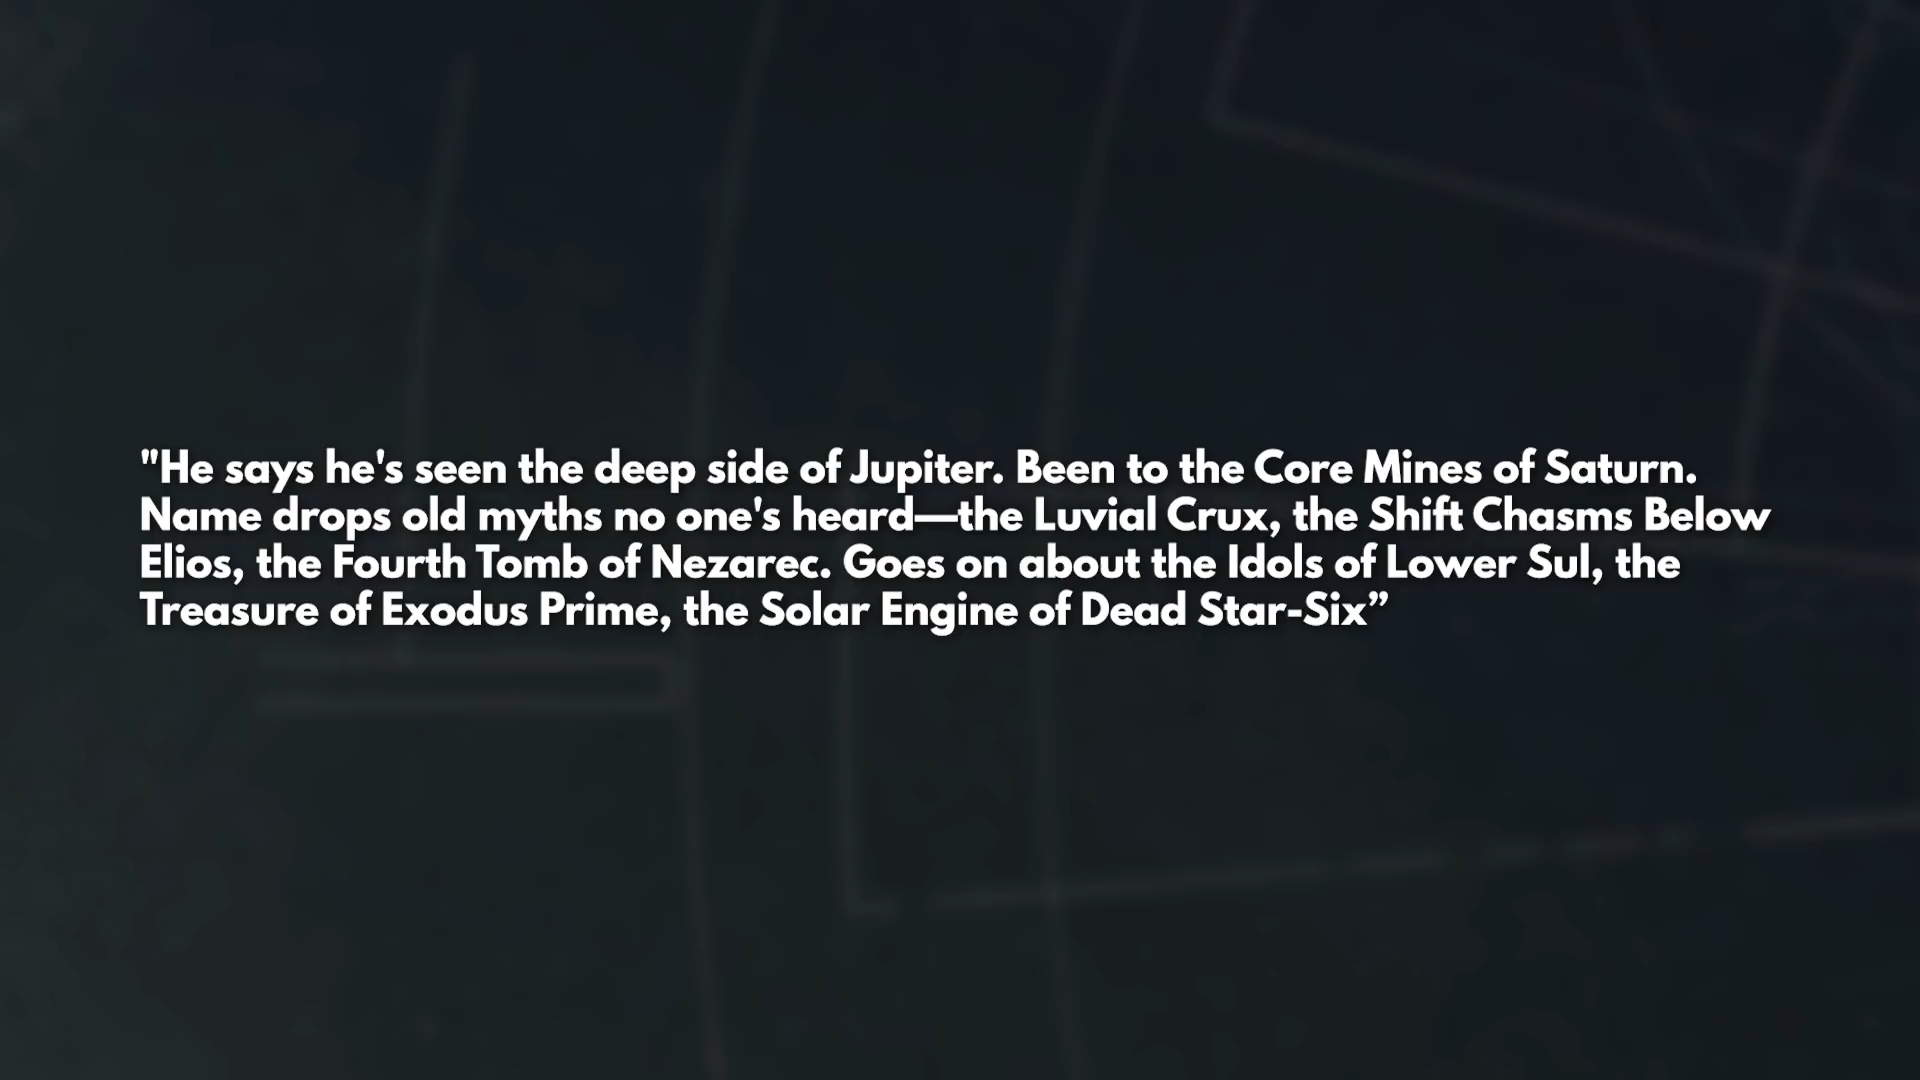 "He says he's seen the deep side of Jupiter. Been to the Core Mines of Saturn.
Name drops old myths no one's heard—the Luvial Crux, the Shift Chasms Below
Elios, the Fourth Tomb of Nezarec. Goes on about the Idols of Lower Sul, the
Treasure of Exodus Prime, the Solar Engine of Dead Star-Six”